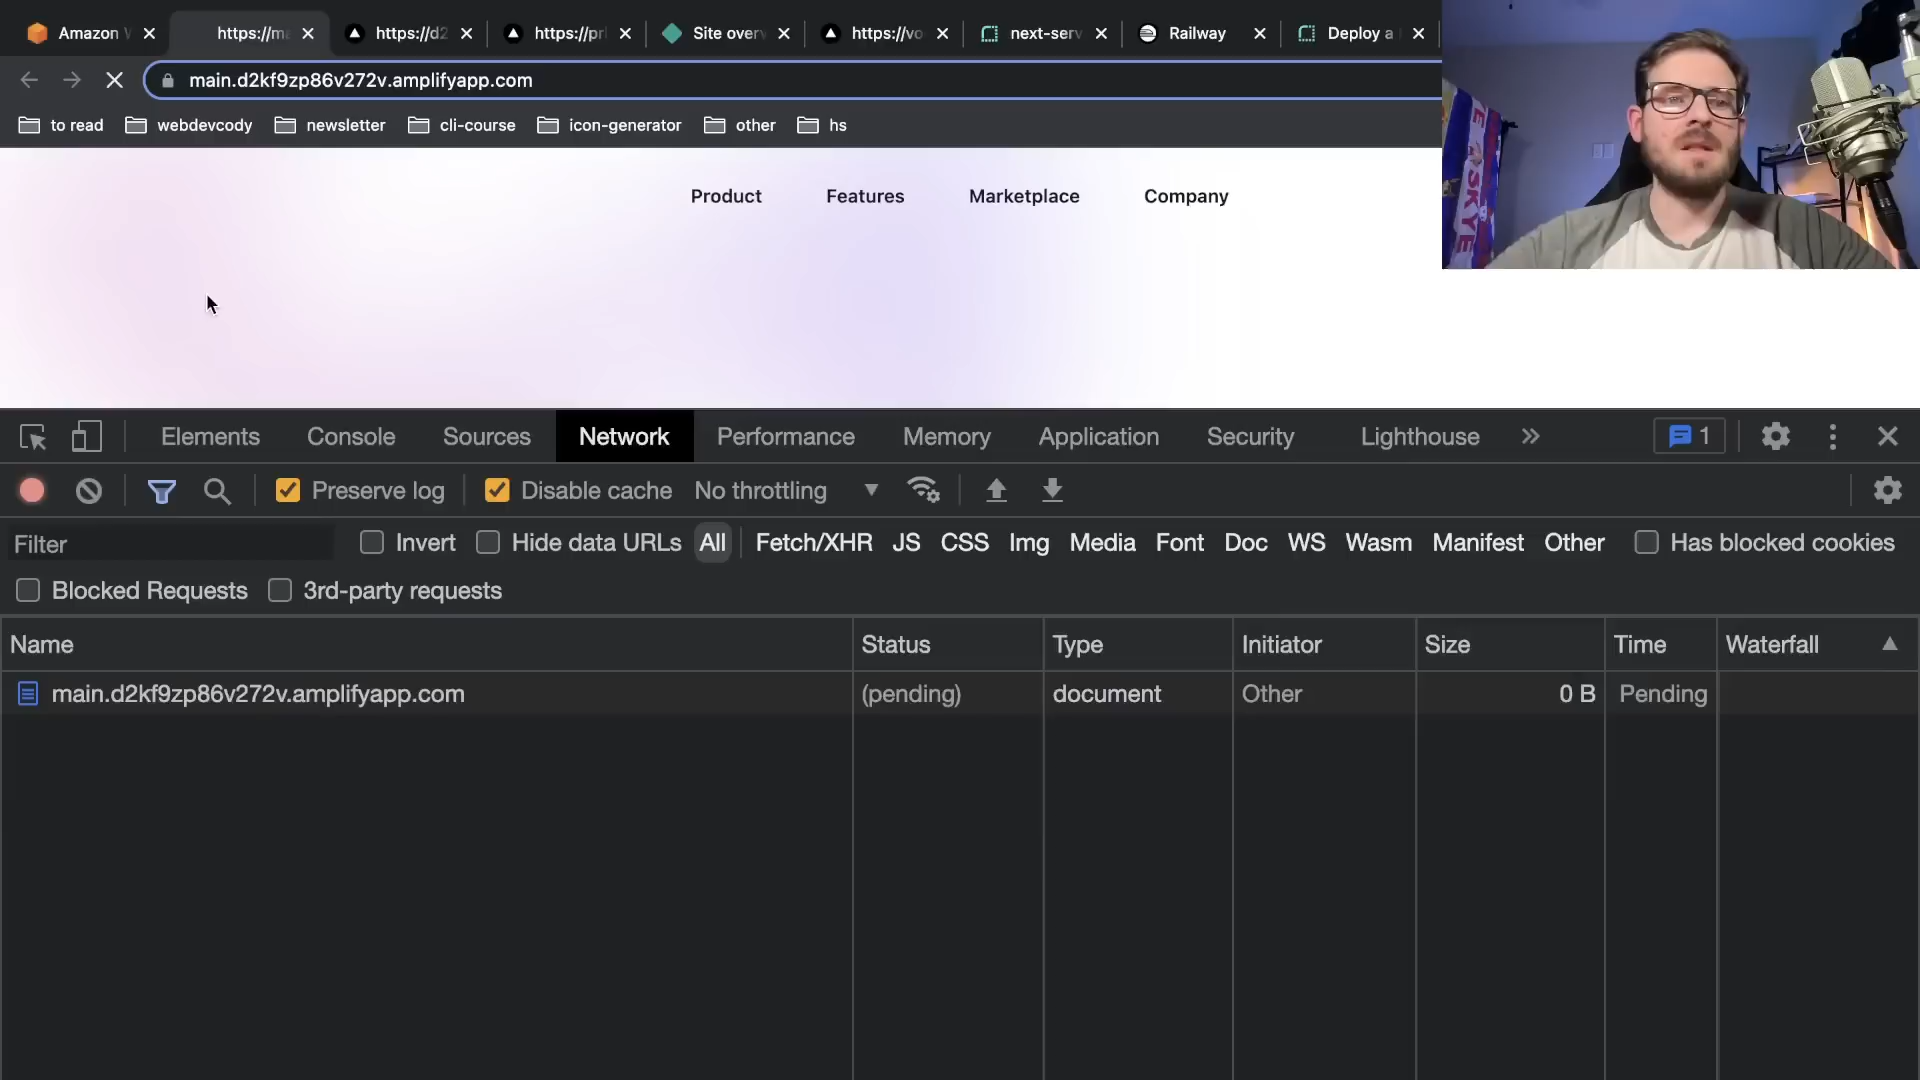 Amazon W
https://ma
https://d2
https://pri
Site overv
https://vo
next-serv
Railway
Deploy a
main.d2kf9zp86v272v.amplifyapp.com
to read
webdevcody
newsletter
cli-course
icon-generator
other
hs
Product Features Marketplace Company
SKYE
Elements Console Sources Network Performance Memory Application Security Lighthouse 1
Preserve log Disable cache No throttling
Filter Invert Hide data URLs All Fetch/XHR JS CSS Img Media Font Doc WS Wasm Manifest Other Has blocked cookies
Blocked Requests 3rd-party requests
Name Status Type Initiator Size Time Waterfall
main.d2kf9zp86v272v.amplifyapp.com (pending) document Other 0 B Pending